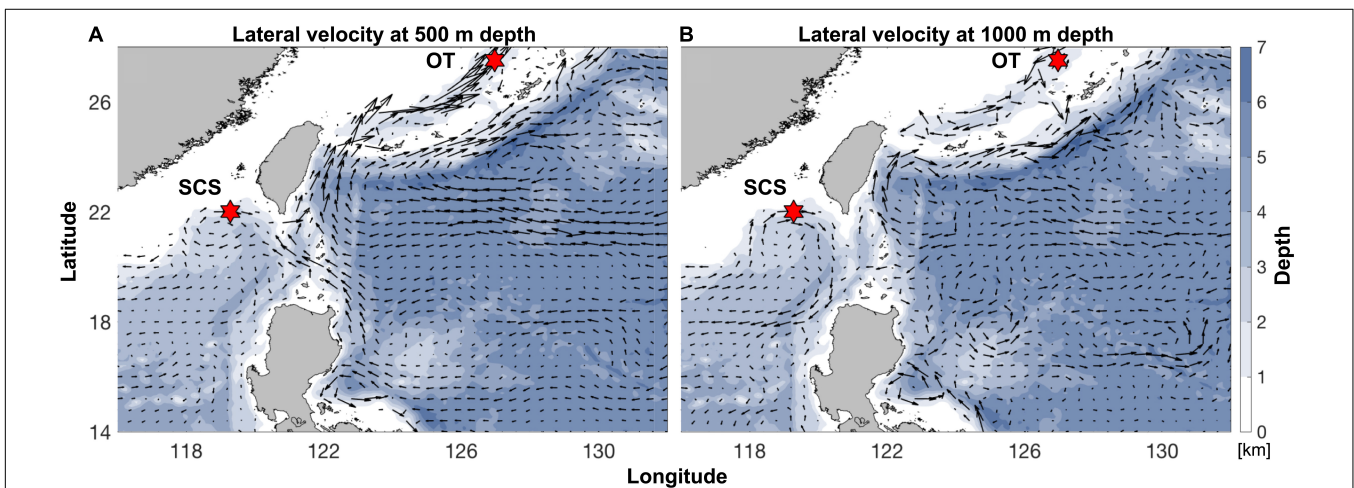 A Lateral velocity at 500 m depth
B Lateral velocity at 1000 m depth
OT
OT
SCS
SCS
26
22
18
14
Latitude
118 122 126 130
118 122 126 130
Longitude
7
6
5
4
3
2
1
0
[km]
Depth